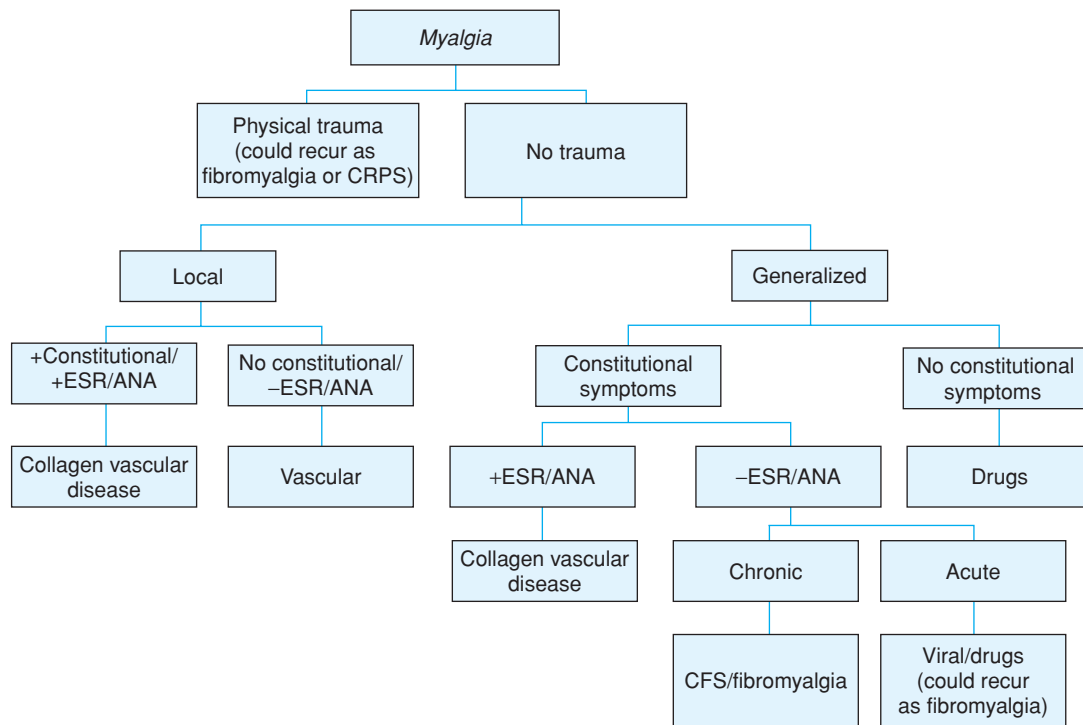 Myalgia
Physical trauma
(could recur as
fibromyalgia or CRPS)
No trauma
Local
Generalized
+Constitutional/
+ESR/ANA
No constitutional/
−ESR/ANA
Constitutional
symptoms
No constitutional
symptoms
Collagen vascular
disease
Vascular
+ESR/ANA
−ESR/ANA
Drugs
Collagen vascular
disease
Chronic
Acute
CFS/fibromyalgia
Viral/drugs
(could recur
as fibromyalgia)